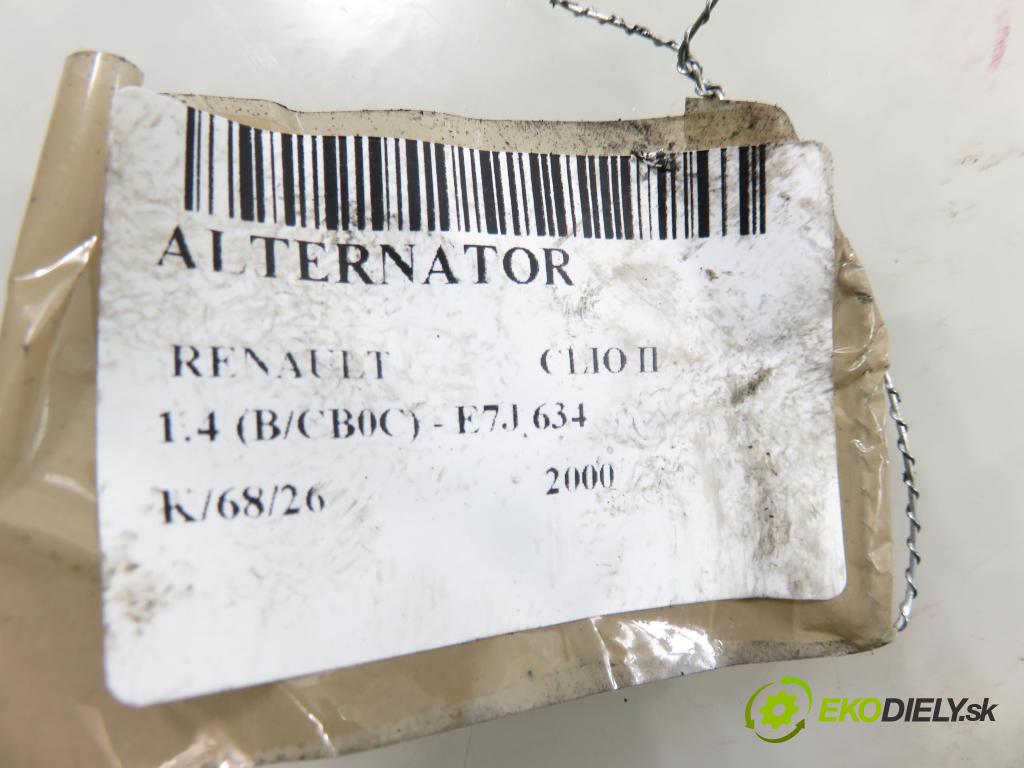 ALTERNATOR
RENAULT CLIO II
1.4 (B/CB0C) - E7J 634
K/68/26 2000
EKODIELY.sk